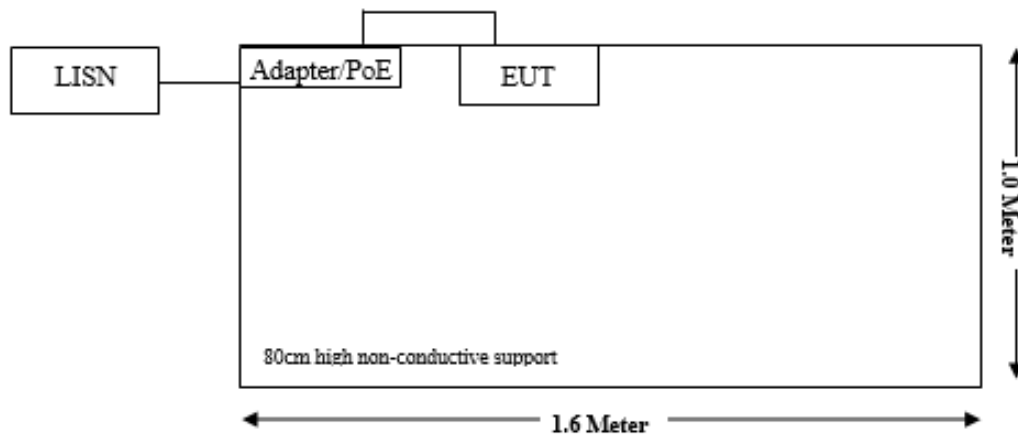 LISN
Adapter/PoE
EUT
1.0 Meter
80cm high non-conductive support
1.6 Meter